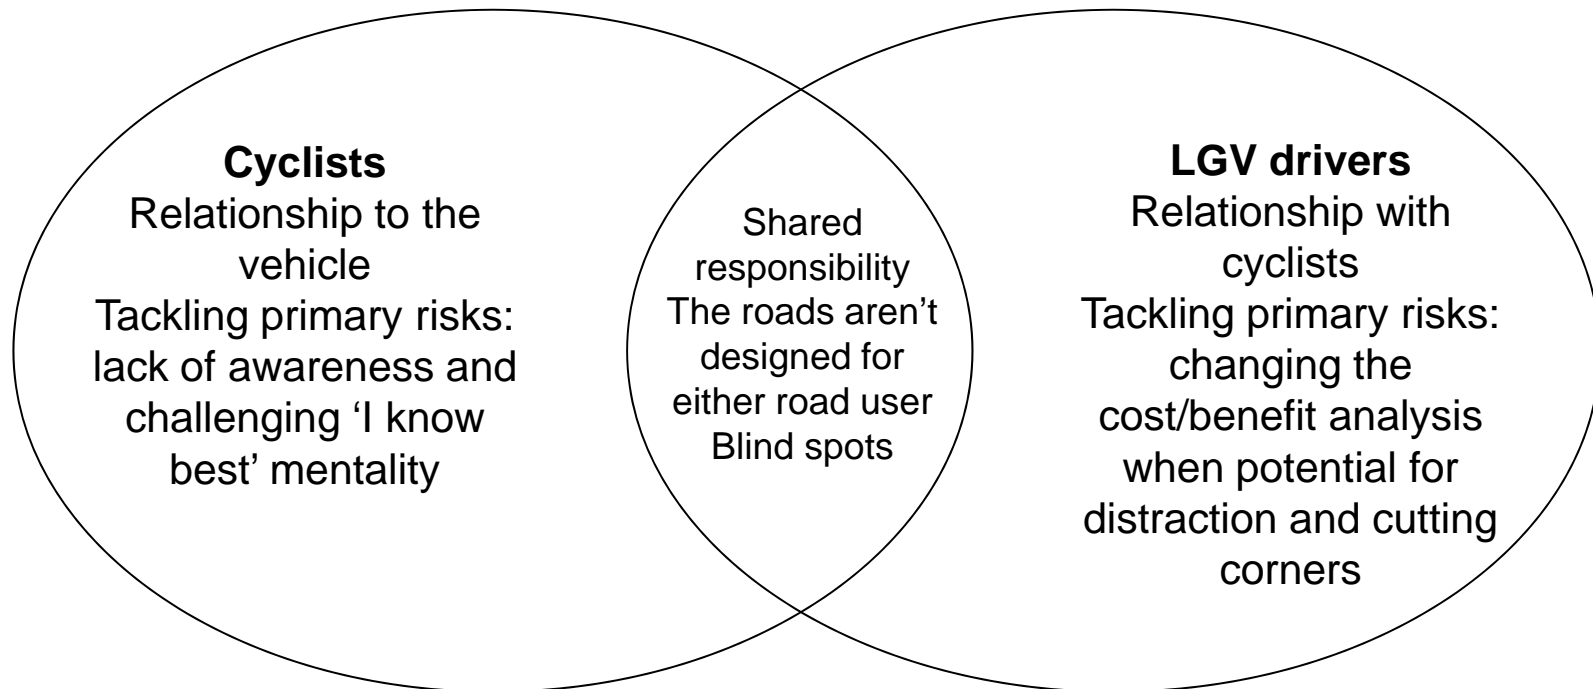 Cyclists
Relationship to the
vehicle
Tackling primary risks:
lack of awareness and
challenging ‘I know
best’ mentality
Shared
responsibility
The roads aren’t
designed for
either road user
Blind spots
LGV drivers
Relationship with
cyclists
Tackling primary risks:
changing the
cost/benefit analysis
when potential for
distraction and cutting
corners